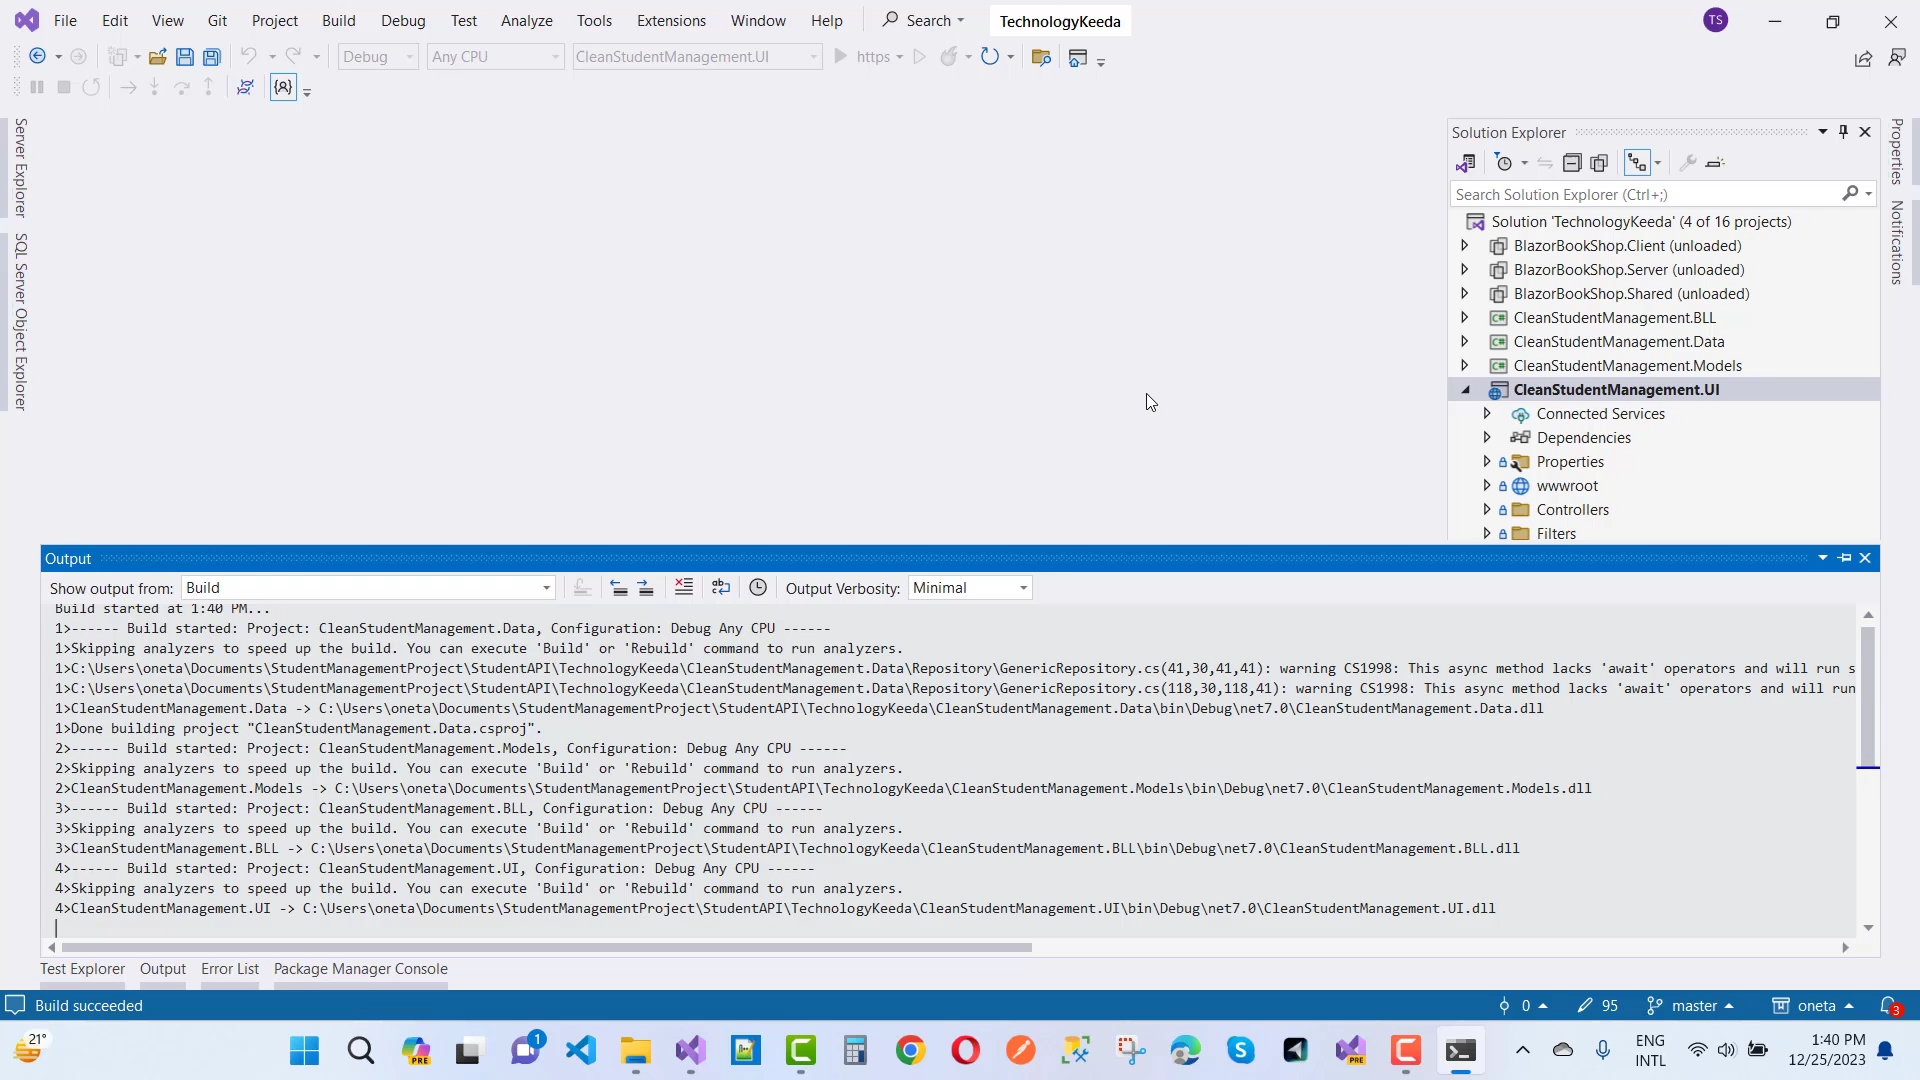 File Edit View Git Project Build Debug Test Analyze Tools Extensions Window Help Search TechnologyKeeda TS
Debug Any CPU CleanStudentManagement.UI https
Server Explorer
SQL Server Object Explorer
Solution Explorer
Search Solution Explorer (Ctrl+;)
Solution 'TechnologyKeeda' (4 of 16 projects)
BlazorBookShop.Client (unloaded)
BlazorBookShop.Server (unloaded)
BlazorBookShop.Shared (unloaded)
CleanStudentManagement.BLL
CleanStudentManagement.Data
CleanStudentManagement.Models
CleanStudentManagement.UI
Connected Services
Dependencies
Properties
wwwroot
Controllers
Filters
Properties
Notifications
Output
Show output from: Build Output Verbosity: Minimal
Build started at 1:40 PM...
1>------ Build started: Project: CleanStudentManagement.Data, Configuration: Debug Any CPU ------
1>Skipping analyzers to speed up the build. You can execute 'Build' or 'Rebuild' command to run analyzers.
1>C:\Users\oneta\Documents\StudentManagementProject\StudentAPI\TechnologyKeeda\CleanStudentManagement.Data\Repository\GenericRepository.cs(41,30,41,41): warning CS1998: This async method lacks 'await' operators and will run s
1>C:\Users\oneta\Documents\StudentManagementProject\StudentAPI\TechnologyKeeda\CleanStudentManagement.Data\Repository\GenericRepository.cs(118,30,118,41): warning CS1998: This async method lacks 'await' operators and will run
1>CleanStudentManagement.Data -> C:\Users\oneta\Documents\StudentManagementProject\StudentAPI\TechnologyKeeda\CleanStudentManagement.Data\bin\Debug\net7.0\CleanStudentManagement.Data.dll
1>Done building project "CleanStudentManagement.Data.csproj".
2>------ Build started: Project: CleanStudentManagement.Models, Configuration: Debug Any CPU ------
2>Skipping analyzers to speed up the build. You can execute 'Build' or 'Rebuild' command to run analyzers.
2>CleanStudentManagement.Models -> C:\Users\oneta\Documents\StudentManagementProject\StudentAPI\TechnologyKeeda\CleanStudentManagement.Models\bin\Debug\net7.0\CleanStudentManagement.Models.dll
3>------ Build started: Project: CleanStudentManagement.BLL, Configuration: Debug Any CPU ------
3>Skipping analyzers to speed up the build. You can execute 'Build' or 'Rebuild' command to run analyzers.
3>CleanStudentManagement.BLL -> C:\Users\oneta\Documents\StudentManagementProject\StudentAPI\TechnologyKeeda\CleanStudentManagement.BLL\bin\Debug\net7.0\CleanStudentManagement.BLL.dll
4>------ Build started: Project: CleanStudentManagement.UI, Configuration: Debug Any CPU ------
4>Skipping analyzers to speed up the build. You can execute 'Build' or 'Rebuild' command to run analyzers.
4>CleanStudentManagement.UI -> C:\Users\oneta\Documents\StudentManagementProject\StudentAPI\TechnologyKeeda\CleanStudentManagement.UI\bin\Debug\net7.0\CleanStudentManagement.UI.dll
Test Explorer Output Error List Package Manager Console
Build succeeded 0 95 master oneta 3
21° PRE 1 PRE ENG INTL 1:40 PM
12/25/2023